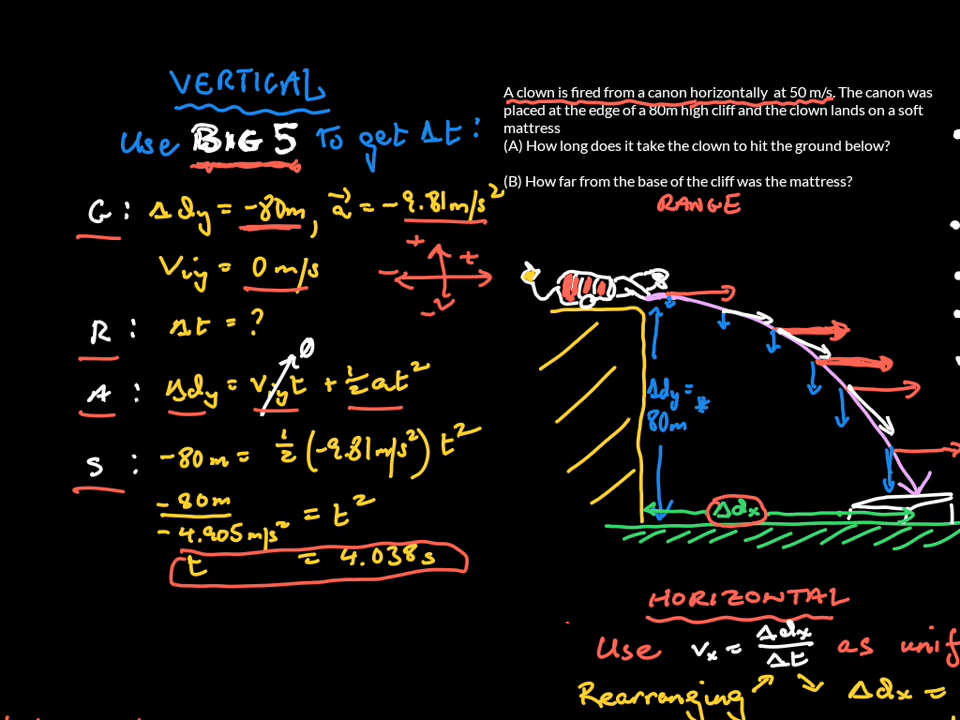 VERTICAL
Use BIG 5 To get Δt:
G: Δdy = -80m, a⃗ = -9.81m/s²
Viy = 0 m/s
+
+
-
-
R: Δt = ?
A: Δdy = Viyt + ½at²
0
S: -80m = ½ (-9.81m/s²) t²
-80m / -4.905m/s² = t²
t = 4.038s
A clown is fired from a canon horizontally at 50 m/s. The canon was
placed at the edge of a 80m high cliff and the clown lands on a soft
mattress
(A) How long does it take the clown to hit the ground below?
(B) How far from the base of the cliff was the mattress?
RANGE
Δdy =
80m
Δdx
HORIZONTAL
Use Vx = Δdx/Δt as unif
Rearranging Δdx =